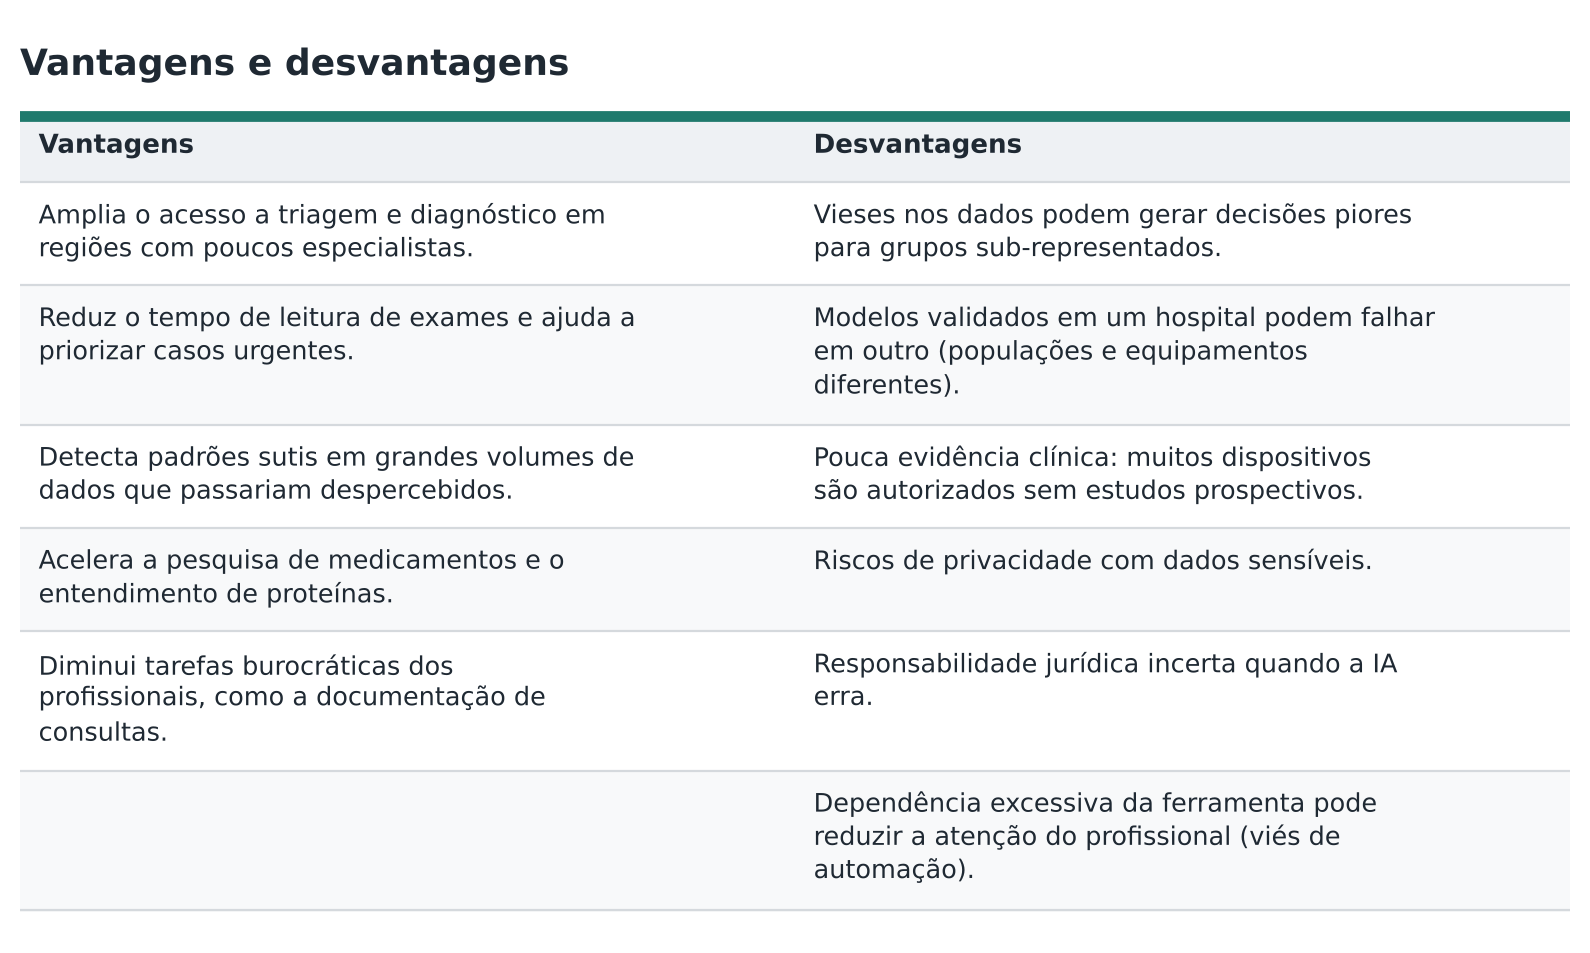 Vantagens e desvantagens
Vantagens
Desvantagens
Amplia o acesso a triagem e diagnóstico em
regiões com poucos especialistas.
Vieses nos dados podem gerar decisões piores
para grupos sub-representados.
Reduz o tempo de leitura de exames e ajuda a
priorizar casos urgentes.
Modelos validados em um hospital podem falhar
em outro (populações e equipamentos
diferentes).
Detecta padrões sutis em grandes volumes de
dados que passariam despercebidos.
Pouca evidência clínica: muitos dispositivos
são autorizados sem estudos prospectivos.
Acelera a pesquisa de medicamentos e o
entendimento de proteínas.
Riscos de privacidade com dados sensíveis.
Diminui tarefas burocráticas dos
profissionais, como a documentação de
consultas.
Responsabilidade jurídica incerta quando a IA
erra.
Dependência excessiva da ferramenta pode
reduzir a atenção do profissional (viés de
automação).